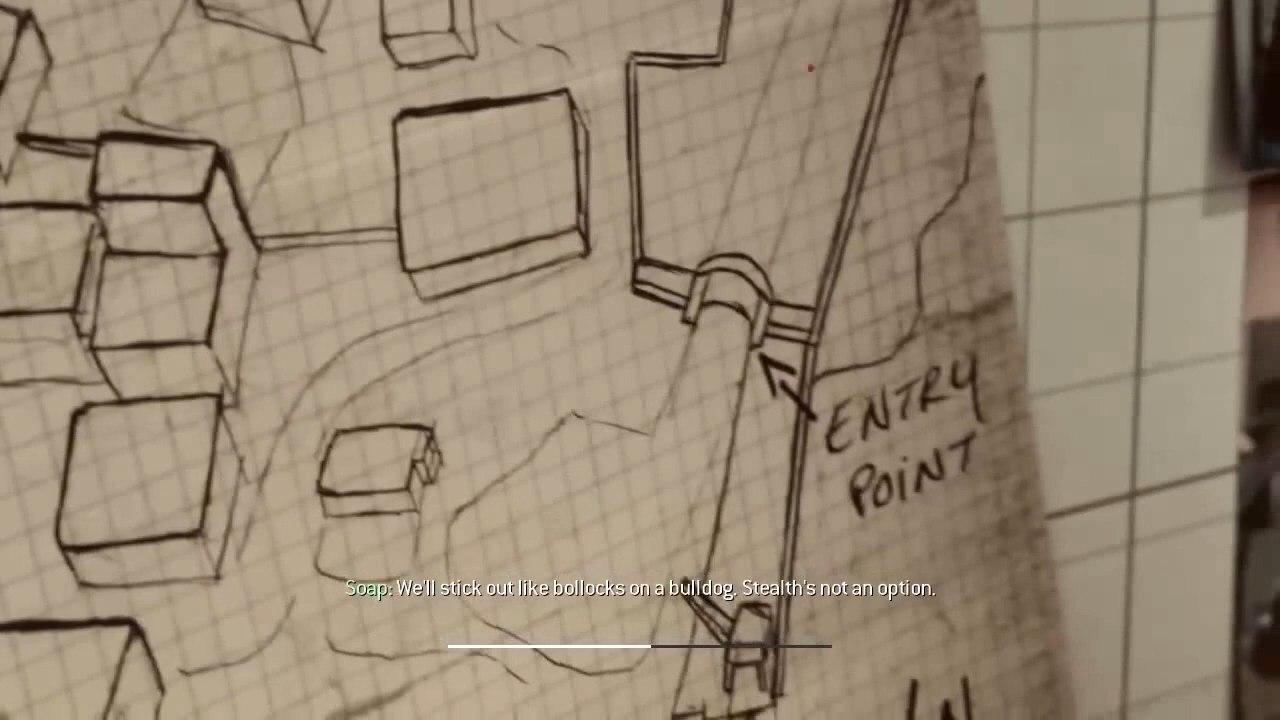 ENTRY
POINT
Soap: We'll stick out like bollocks on a bulldog. Stealth's not an option.